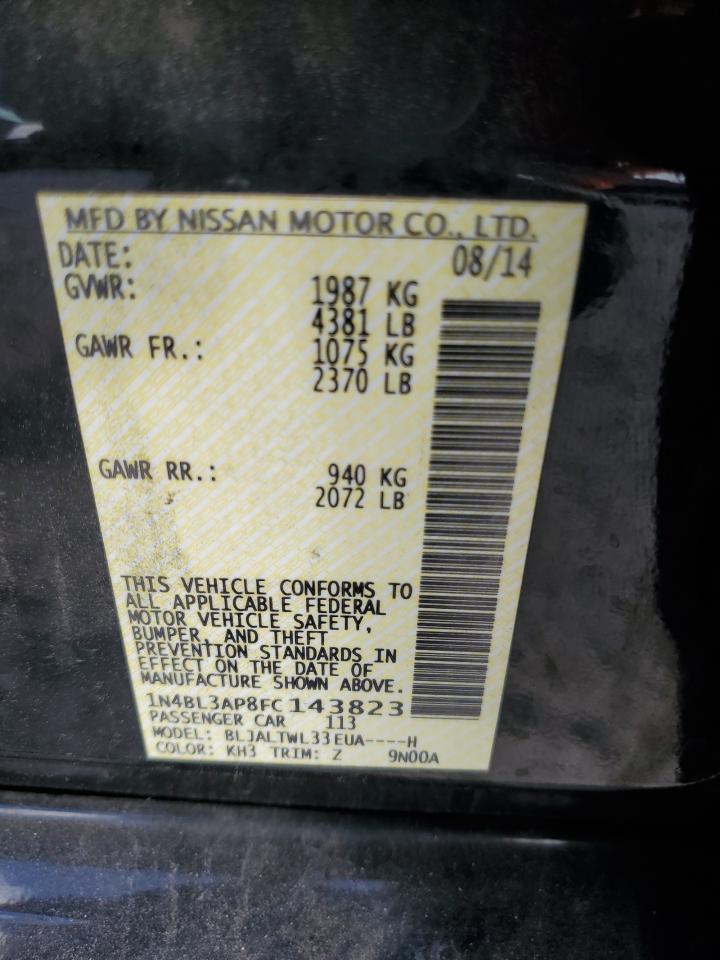 MFD BY NISSAN MOTOR CO., LTD.
DATE: 08/14
GVWR: 1987 KG
4381 LB
GAWR FR.: 1075 KG
2370 LB
GAWR RR.: 940 KG
2072 LB
THIS VEHICLE CONFORMS TO
ALL APPLICABLE FEDERAL
MOTOR VEHICLE SAFETY,
BUMPER, AND THEFT
PREVENTION STANDARDS IN
EFFECT ON THE DATE OF
MANUFACTURE SHOWN ABOVE.
1N4BL3AP8FC143823
PASSENGER CAR 113
MODEL: BLJALTWL33EUA----H
COLOR: KH3 TRIM: Z 9N00A